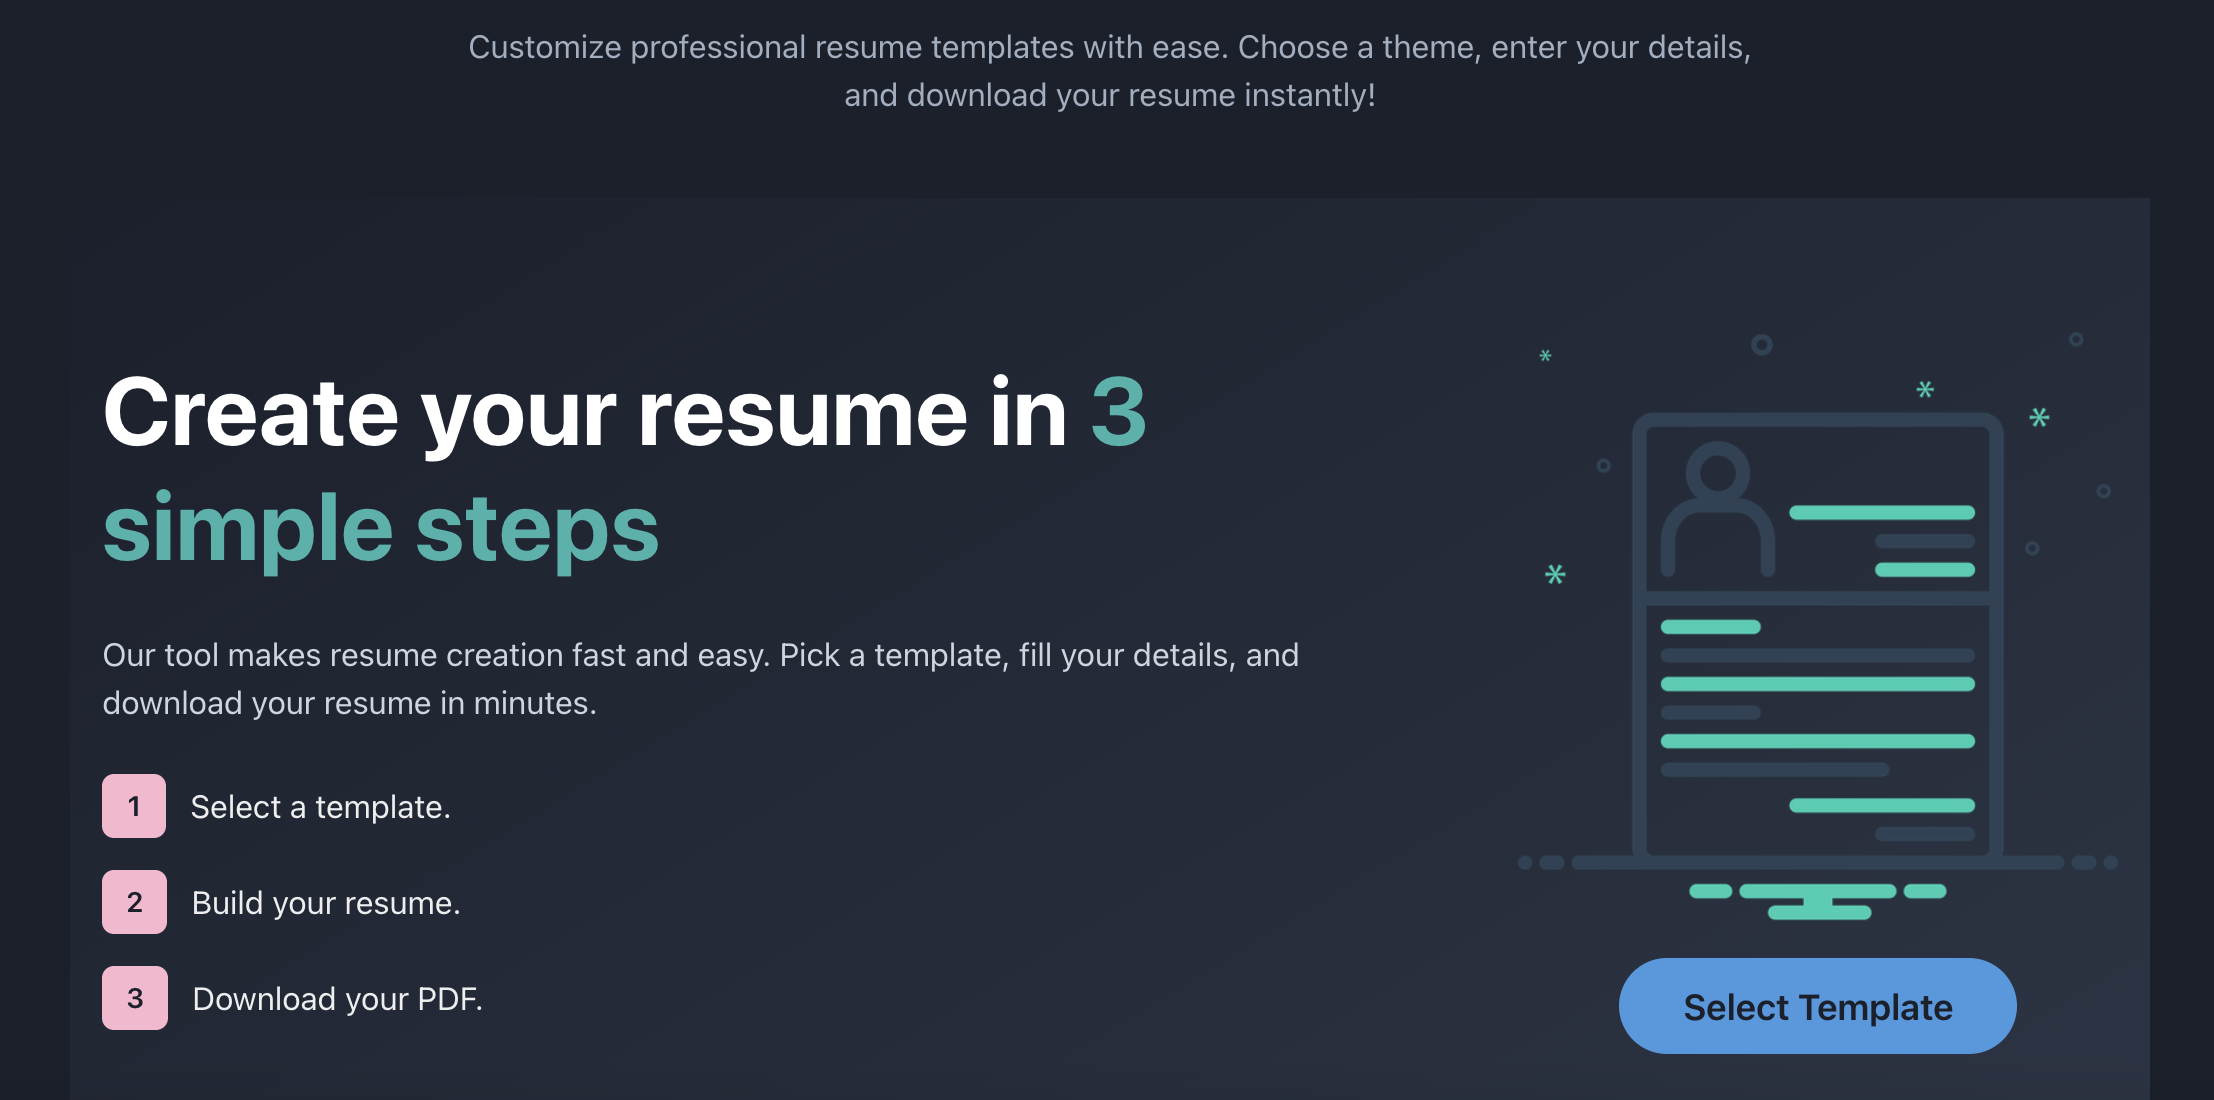 Customize professional resume templates with ease. Choose a theme, enter your details,
and download your resume instantly!
Create your resume in 3
simple steps
Our tool makes resume creation fast and easy. Pick a template, fill your details, and
download your resume in minutes.
1 Select a template.
2 Build your resume.
3 Download your PDF.
Select Template